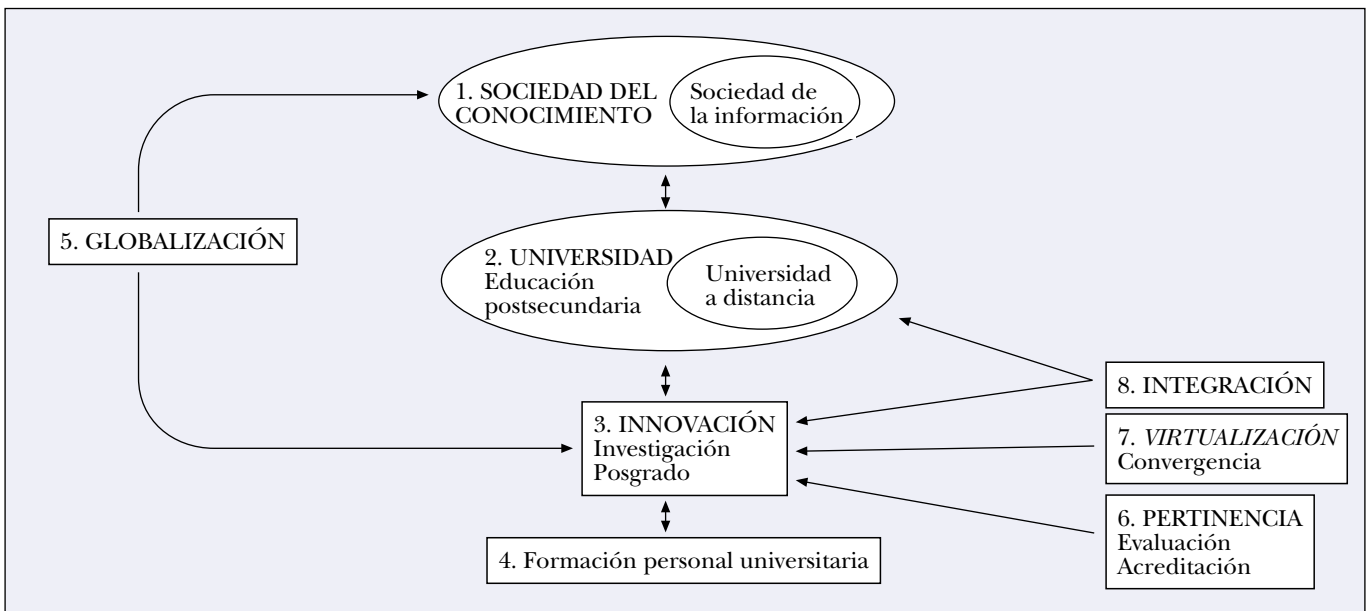 1. SOCIEDAD DEL
CONOCIMIENTO
Sociedad de
la información
5. GLOBALIZACIÓN
2. UNIVERSIDAD
Educación
postsecundaria
Universidad
a distancia
3. INNOVACIÓN
Investigación
Posgrado
4. Formación personal universitaria
8. INTEGRACIÓN
7. VIRTUALIZACIÓN
Convergencia
6. PERTINENCIA
Evaluación
Acreditación